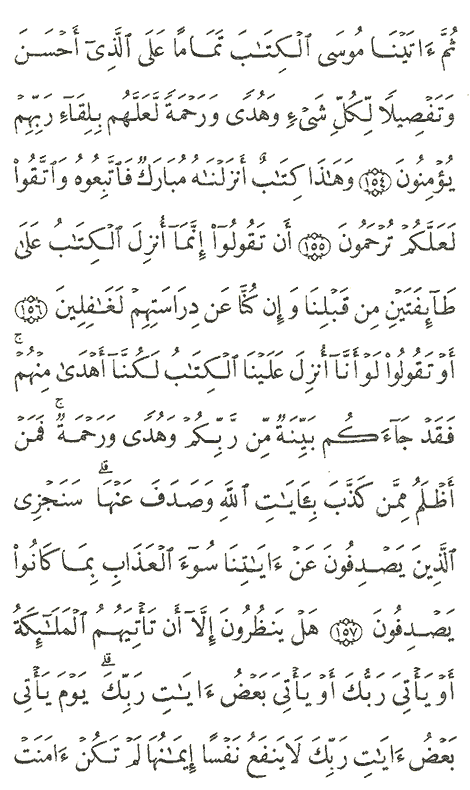 ثُمَّ ءَاتَيۡنَا مُوسَى ٱلۡكِتَٰبَ تَمَامًا عَلَى ٱلَّذِيٓ أَحۡسَنَ
وَتَفۡصِيلًا لِّكُلِّ شَيۡءٍ وَهُدًى وَرَحۡمَةً لَّعَلَّهُم بِلِقَآءِ رَبِّهِمۡ
يُؤۡمِنُونَ ١٥٤ وَهَٰذَا كِتَٰبٌ أَنزَلۡنَٰهُ مُبَارَكٌ فَٱتَّبِعُوهُ وَٱتَّقُواْ
لَعَلَّكُمۡ تُرۡحَمُونَ ١٥٥ أَن تَقُولُوٓاْ إِنَّمَآ أُنزِلَ ٱلۡكِتَٰبُ عَلَىٰ
طَآئِفَتَيۡنِ مِن قَبۡلِنَا وَإِن كُنَّا عَن دِرَاسَتِهِمۡ لَغَٰفِلِينَ ١٥٦
أَوۡ تَقُولُواْ لَوۡ أَنَّآ أُنزِلَ عَلَيۡنَا ٱلۡكِتَٰبُ لَكُنَّآ أَهۡدَىٰ مِنۡهُمۡۚ
فَقَدۡ جَآءَكُم بَيِّنَةٌ مِّن رَّبِّكُمۡ وَهُدًى وَرَحۡمَةٌۚ فَمَنۡ
أَظۡلَمُ مِمَّن كَذَّبَ بِـَٔايَٰتِ ٱللَّهِ وَصَدَفَ عَنۡهَاۗ سَنَجۡزِي
ٱلَّذِينَ يَصۡدِفُونَ عَنۡ ءَايَٰتِنَا سُوٓءَ ٱلۡعَذَابِ بِمَا كَانُواْ
يَصۡدِفُونَ ١٥٧ هَلۡ يَنظُرُونَ إِلَّآ أَن تَأۡتِيَهُمُ ٱلۡمَلَٰٓئِكَةُ
أَوۡ يَأۡتِيَ رَبُّكَ أَوۡ يَأۡتِيَ بَعۡضُ ءَايَٰتِ رَبِّكَۗ يَوۡمَ يَأۡتِي
بَعۡضُ ءَايَٰتِ رَبِّكَ لَا يَنفَعُ نَفۡسًا إِيمَٰنُهَا لَمۡ تَكُنۡ ءَامَنَتۡ